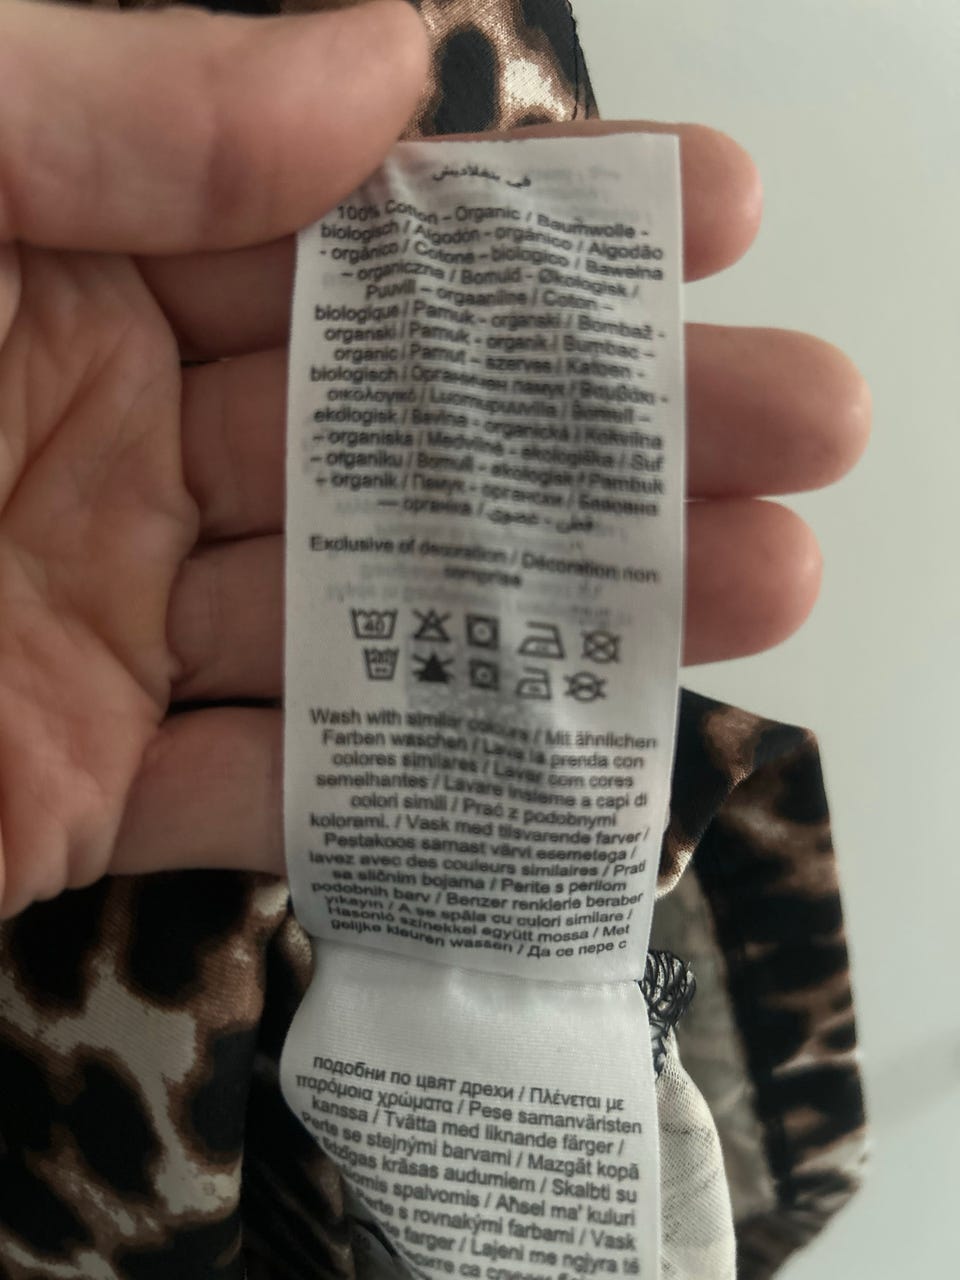 في بنغلاديش
100% Cotton - Organic / Baumwolle -
biologisch / Algodón - orgánico / Algodão
- orgânico / Cotone - biologico / Bawełna
– organiczna / Bomuld - Økologisk /
Puuvill – orgaaniline / Coton –
biologique / Pamuk - organski / Bombaž -
organski / Pamuk - organik / Bumbac –
organic / Pamut – szerves / Katoen -
biologisch / Органичен памук / Βαμβάκι -
οικολογικό / Luomupuuvilla / Bomull –
ekologisk / Bavlna - organická / Kokvilna
– organiska / Medvilnė - ekologiška / Suf
– organiku / Bomull - økologisk / Pambuk
– organik / Памук - органски / Бавовна
— органіка / قطن - عضوي
Exclusive of decoration / Décoration non
comprise
40
Wash with similar colours / Mit ähnlichen
Farben waschen / Lava la prenda con
colores similares / Lavar com cores
semelhantes / Lavare insieme a capi di
colori simili / Prać z podobnymi
kolorami. / Vask med tilsvarende farver /
Pestakoos samast värvi esemetega /
lavez avec des couleurs similaires / Prati
sa sličnim bojama / Perite s perilom
podobnih barv / Benzer renklerle beraber
yıkayın / A se spăla cu culori similare /
Hasonló színekkel együtt mossa / Met
gelijke kleuren wassen / Да се пере с
подобни по цвят дрехи / Πλένεται με
παρόμοια χρώματα / Pese samanväristen
kanssa / Tvätta med liknande färger /
Perte se stejnými barvami / Mazgāt kopā
līdzīgas krāsas audumiem / Skalbti su
spalvomis / Aħsel ma' kuluri
Perte s rovnakými farbami / Vask
farger / Lajeni me ngjyra të